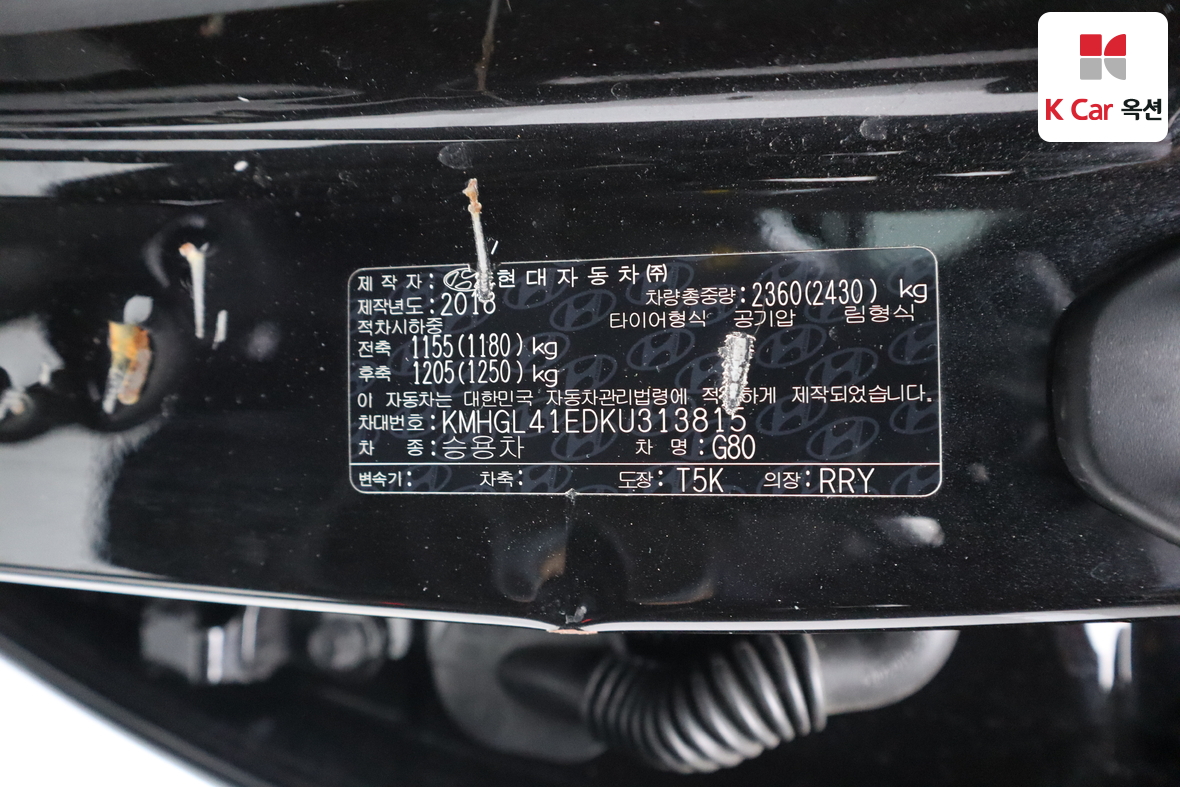 K Car 옥션
제 작 자 : 현 대 자 동 차 ㈜
제작년도 : 2018 차량총중량 : 2360(2430) kg
적차시하중 타이어형식 공기압 림형식
전축 1155(1180) kg
후축 1205(1250) kg
이 자동차는 대한민국 자동차관리법령에 적합하게 제작되었습니다.
차대번호 : KMHGL41EDKU313815
차 종 : 승용차 차 명 : G80
변속기 : 차축 : 도장 : T5K 의장 : RRY